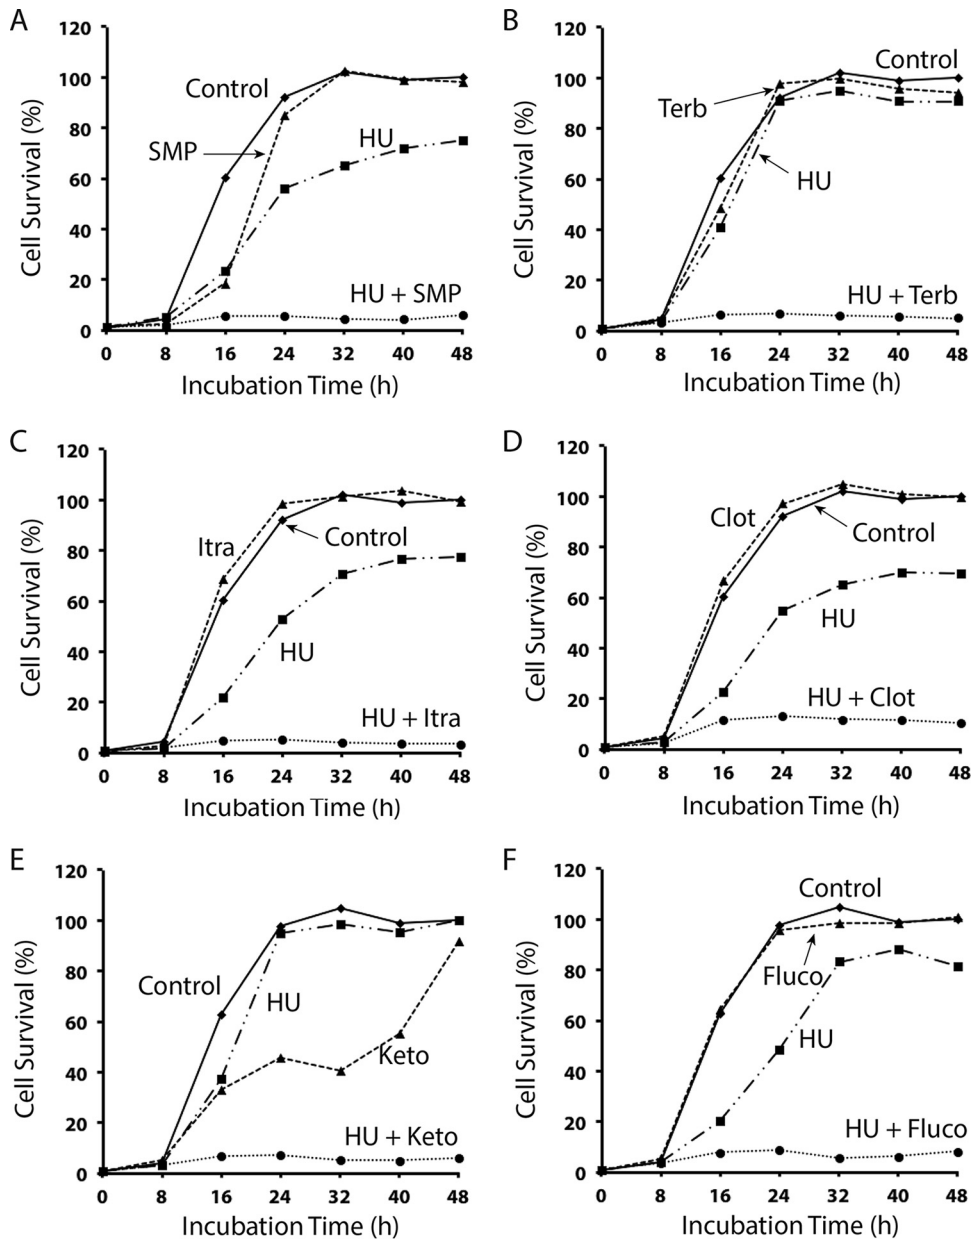 A
120
100
80
60
40
20
0
Cell Survival (%)
Control
SMP
HU
HU + SMP
0 8 16 24 32 40 48
Incubation Time (h)
B
120
100
80
60
40
20
0
Cell Survival (%)
Control
Terb
HU
HU + Terb
0 8 16 24 32 40 48
Incubation Time (h)
C
120
100
80
60
40
20
0
Cell Survival (%)
Itra
Control
HU
HU + Itra
0 8 16 24 32 40 48
Incubation Time (h)
D
120
100
80
60
40
20
0
Cell Survival (%)
Clot
Control
HU
HU + Clot
0 8 16 24 32 40 48
Incubation Time (h)
E
120
100
80
60
40
20
0
Cell Survival (%)
Control
HU
Keto
HU + Keto
0 8 16 24 32 40 48
Incubation Time (h)
F
120
100
80
60
40
20
0
Cell Survival (%)
Control
Fluco
HU
HU + Fluco
0 8 16 24 32 40 48
Incubation Time (h)